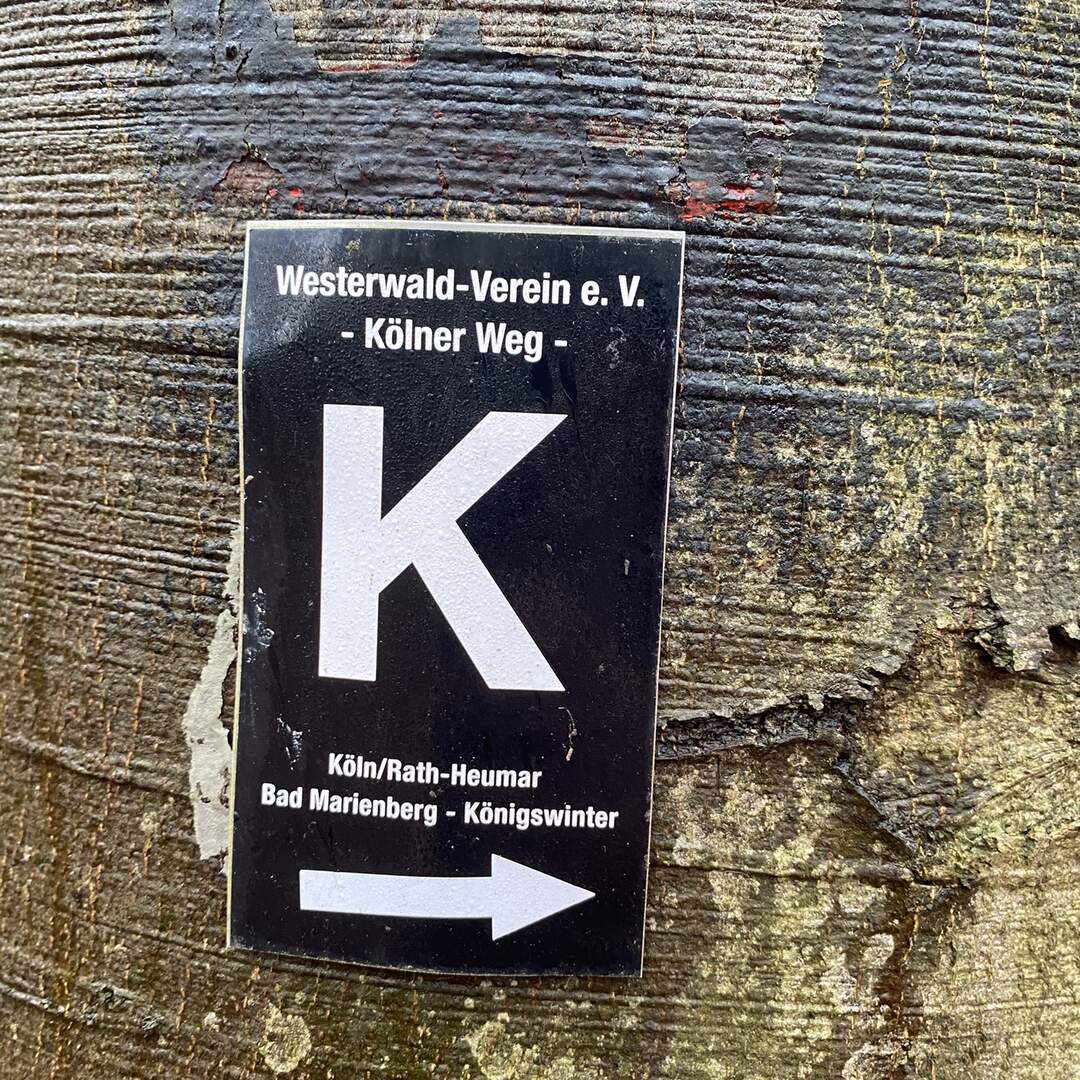 Westerwald-Verein e. V.
- Kölner Weg -
K
Köln/Rath-Heumar
Bad Marienberg - Königswinter